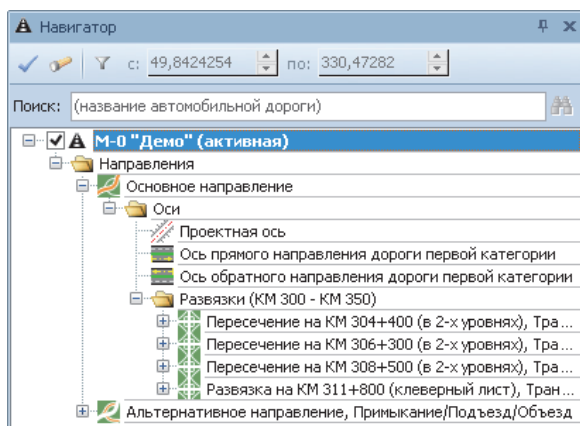 Навигатор
с: 49,8424254 по: 330,47282
Поиск: (название автомобильной дороги)
М-0 "Демо" (активная)
Направления
Основное направление
Оси
Проектная ось
Ось прямого направления дороги первой категории
Ось обратного направления дороги первой категории
Развязки (КМ 300 - КМ 350)
Пересечение на КМ 304+400 (в 2-х уровнях), Тра...
Пересечение на КМ 306+300 (в 2-х уровнях), Тра...
Пересечение на КМ 308+500 (в 2-х уровнях), Тра...
Развязка на КМ 311+800 (клеверный лист), Тран...
Альтернативное направление, Примыкание/Подъезд/Объезд